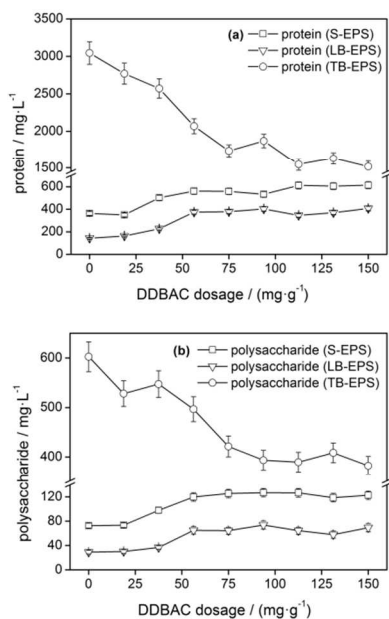 3500
(a)
protein (S-EPS)
protein (LB-EPS)
protein (TB-EPS)
3000
2500
2000
1500
600
400
200
0
protein / mg·L⁻¹
0 25 50 75 100 125 150
DDBAC dosage / (mg·g⁻¹)
(b)
polysaccharide (S-EPS)
polysaccharide (LB-EPS)
polysaccharide (TB-EPS)
600
500
400
120
80
40
0
polysaccharide / mg·L⁻¹
0 25 50 75 100 125 150
DDBAC dosage / (mg·g⁻¹)